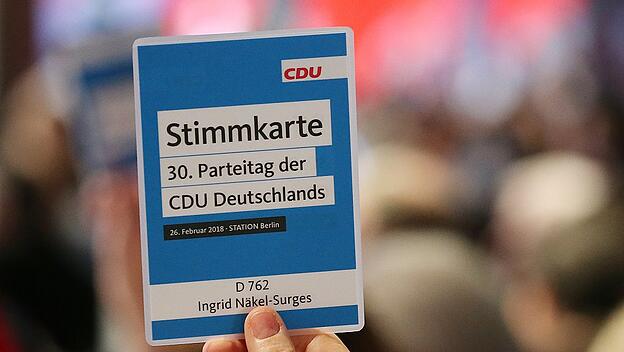 CDU
Stimmkarte
30. Parteitag der
CDU Deutschlands
26. Februar 2018 · STATION Berlin
D 762
Ingrid Näkel-Surges